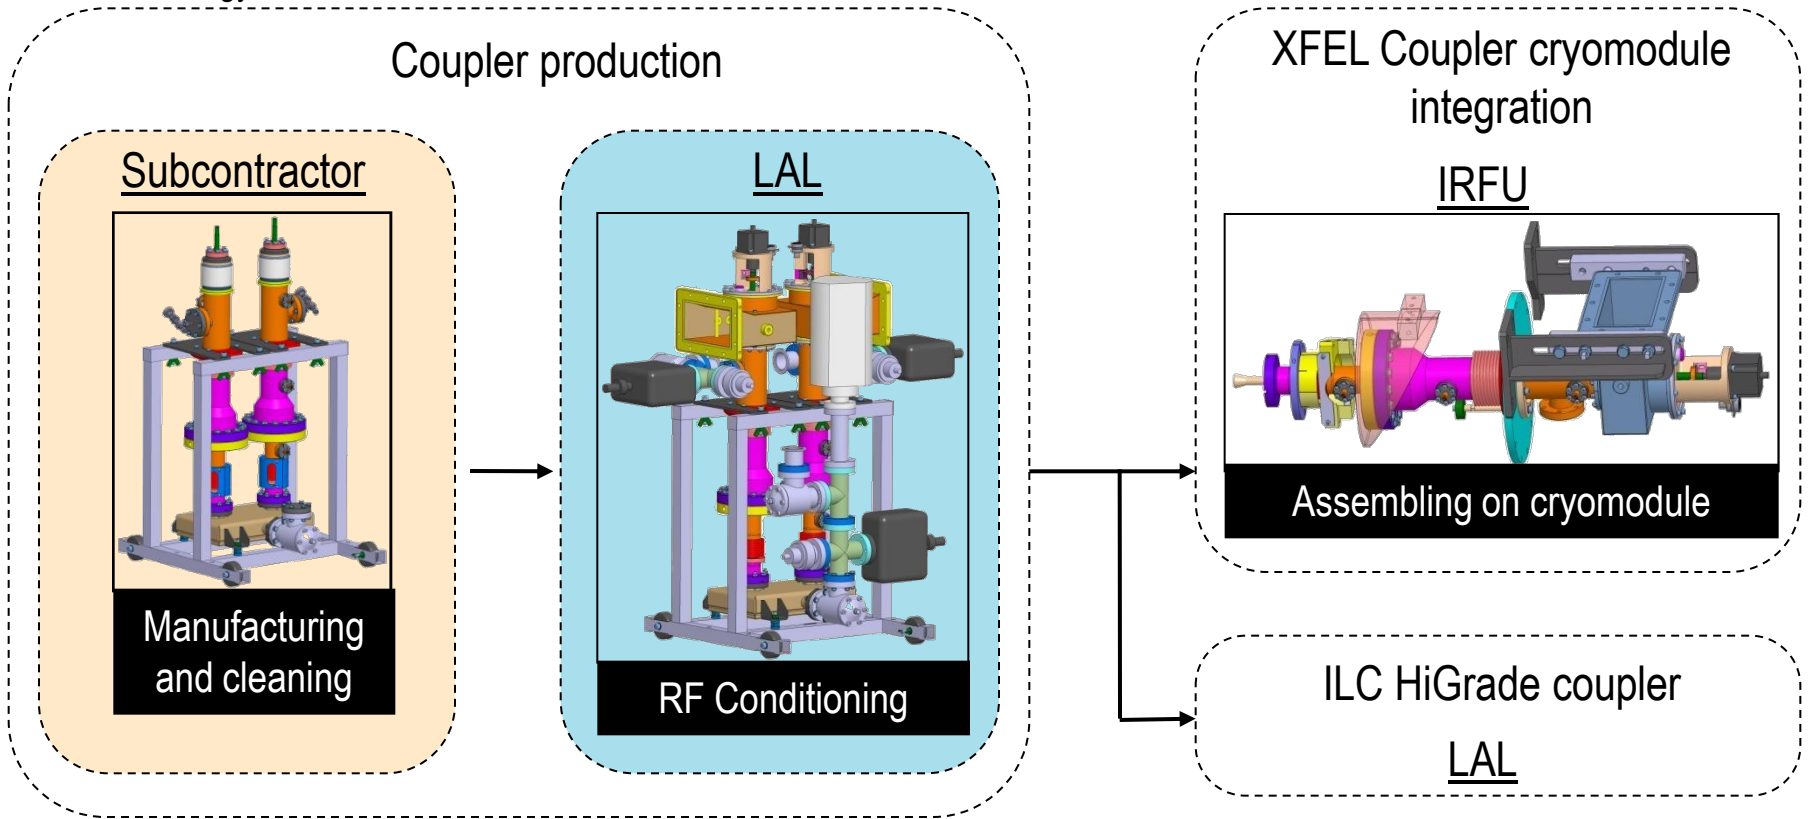 Coupler production
Subcontractor
Manufacturing
and cleaning
LAL
RF Conditioning
XFEL Coupler cryomodule
integration
IRFU
Assembling on cryomodule
ILC HiGrade coupler
LAL